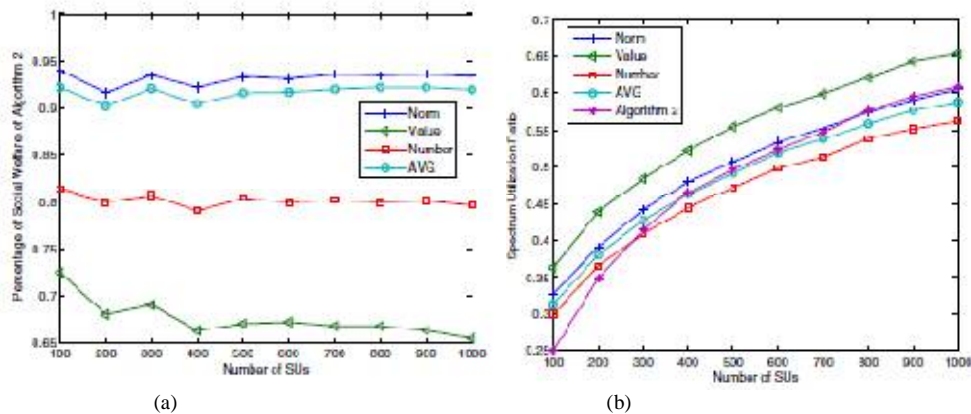 1
0.95
0.9
0.85
0.8
0.75
0.7
0.65
Percentage of Social Welfare of Algorithm 2
Norm
Value
Number
AVG
100 200 300 400 500 600 700 800 900 1000
Number of SUs
(a)
0.7
0.65
0.6
0.55
0.5
0.45
0.4
0.35
0.3
0.25
Spectrum Utilization Ratio
Norm
Value
Number
AVG
Algorithm 2
100 200 300 400 500 600 700 800 900 1000
Number of SUs
(b)